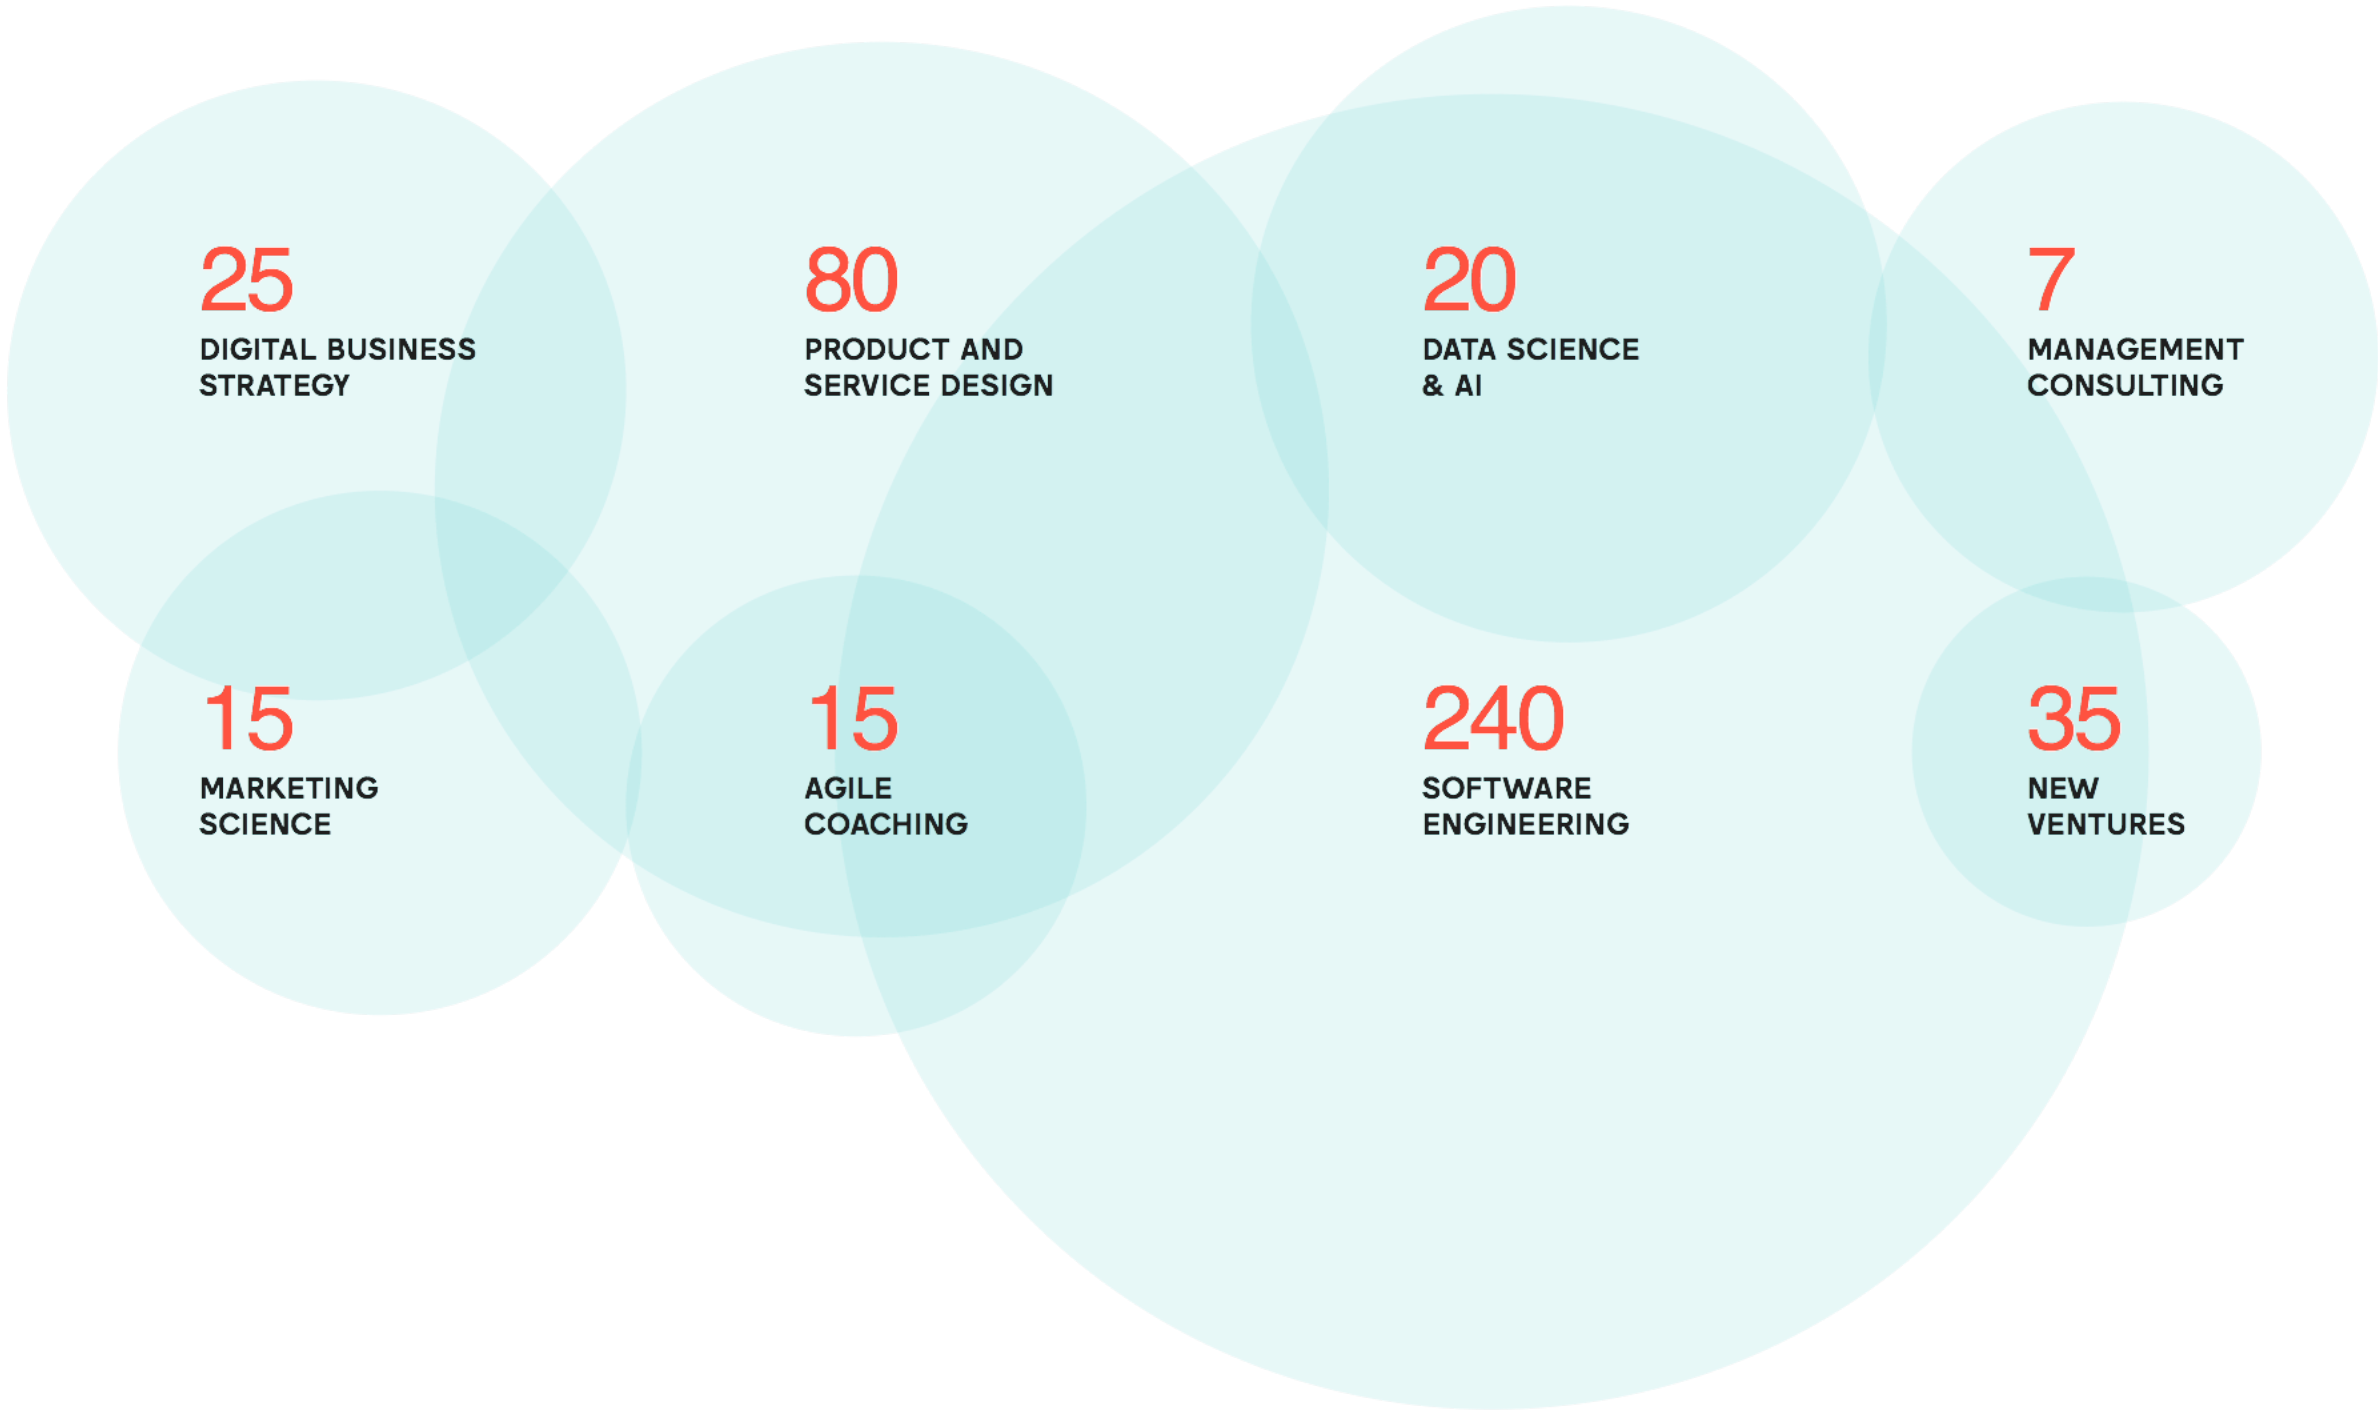 25
DIGITAL BUSINESS
STRATEGY
80
PRODUCT AND
SERVICE DESIGN
20
DATA SCIENCE
& AI
7
MANAGEMENT
CONSULTING
15
MARKETING
SCIENCE
15
AGILE
COACHING
240
SOFTWARE
ENGINEERING
35
NEW
VENTURES